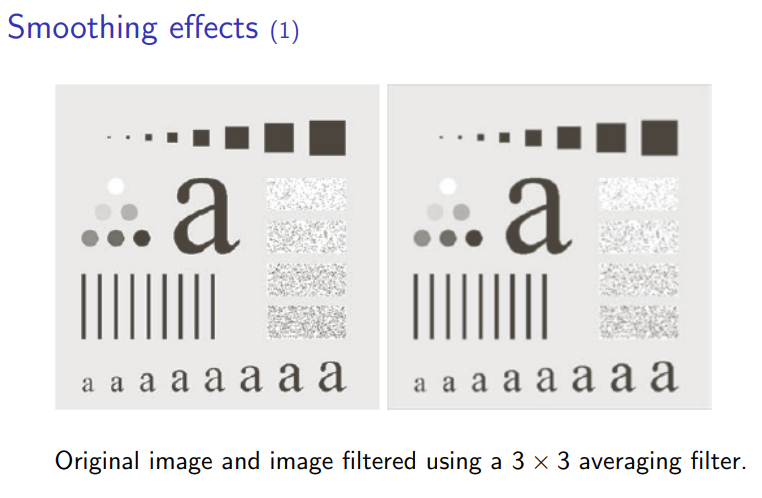 Smoothing effects (1)
a a
a a a a a a a a a a a a a a a a
Original image and image filtered using a 3 × 3 averaging filter.